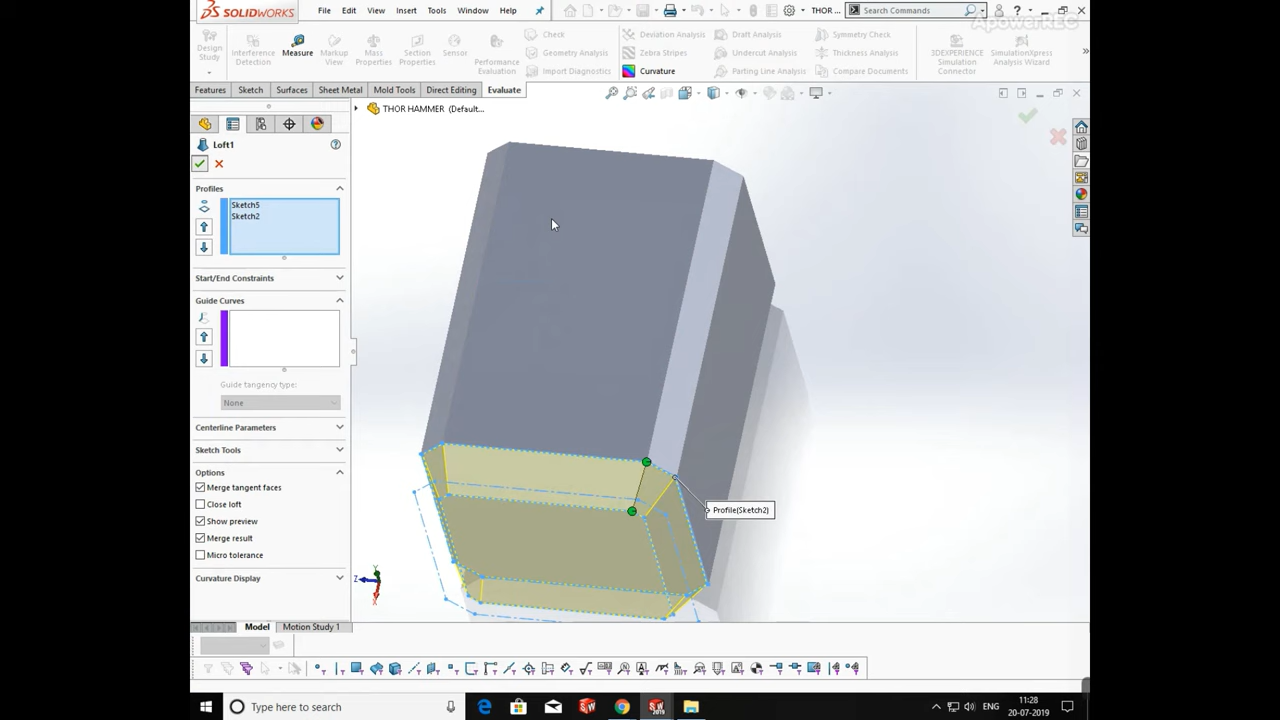 SOLIDWORKS File Edit View Insert Tools Window Help THOR ... Search Commands
ApowerREC
Design Study
Interference Detection
Measure
Markup View
Mass Properties
Section Properties
Sensor
Performance Evaluation
Check
Geometry Analysis
Import Diagnostics
Deviation Analysis
Zebra Stripes
Curvature
Draft Analysis
Undercut Analysis
Parting Line Analysis
Symmetry Check
Thickness Analysis
Compare Documents
3DEXPERIENCE Simulation Connector
SimulationXpress Analysis Wizard
Features Sketch Surfaces Sheet Metal Mold Tools Direct Editing Evaluate
THOR HAMMER (Default...
Loft1
Profiles
Sketch5
Sketch2
Start/End Constraints
Guide Curves
Guide tangency type:
None
Centerline Parameters
Sketch Tools
Options
Merge tangent faces
Close loft
Show preview
Merge result
Micro tolerance
Curvature Display
Profile(Sketch2)
Y
Z
X
Model Motion Study 1
Type here to search
ENG
11:28
20-07-2019